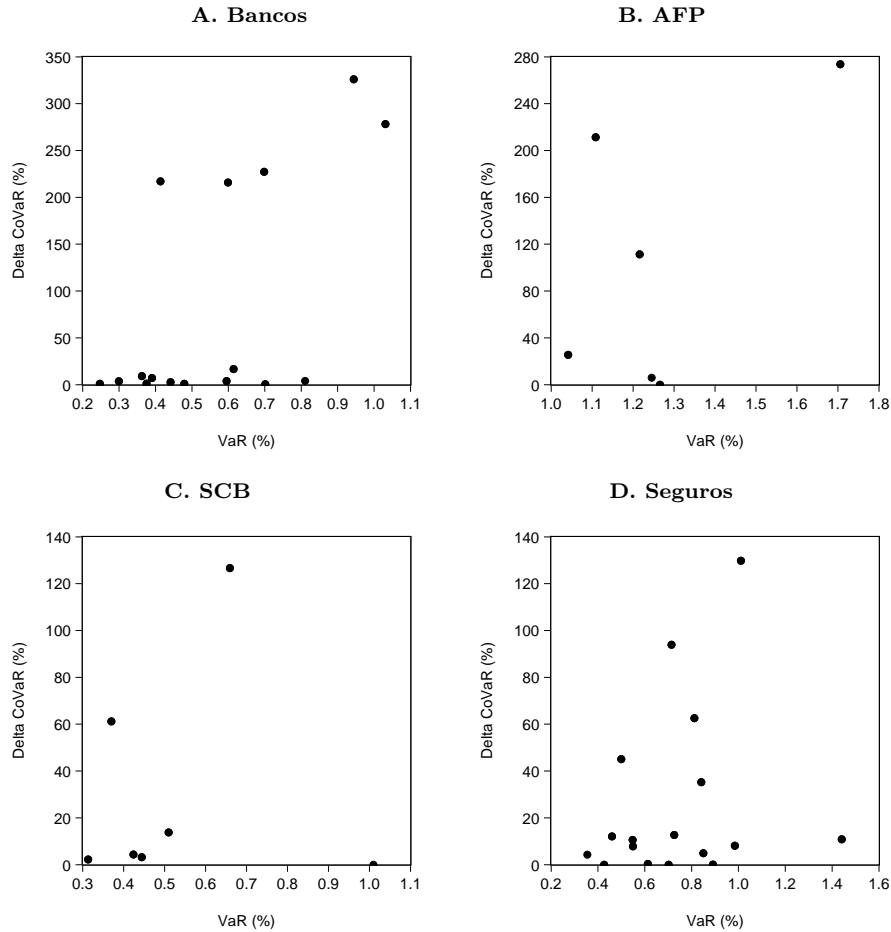 A. Bancos
350
300
250
200
150
100
50
0
Delta CoVaR (%)
0.2 0.3 0.4 0.5 0.6 0.7 0.8 0.9 1.0 1.1
VaR (%)
B. AFP
280
240
200
160
120
80
40
0
Delta CoVaR (%)
1.0 1.1 1.2 1.3 1.4 1.5 1.6 1.7 1.8
VaR (%)
C. SCB
140
120
100
80
60
40
20
0
Delta CoVaR (%)
0.3 0.4 0.5 0.6 0.7 0.8 0.9 1.0 1.1
VaR (%)
D. Seguros
140
120
100
80
60
40
20
0
Delta CoVaR (%)
0.2 0.4 0.6 0.8 1.0 1.2 1.4 1.6
VaR (%)